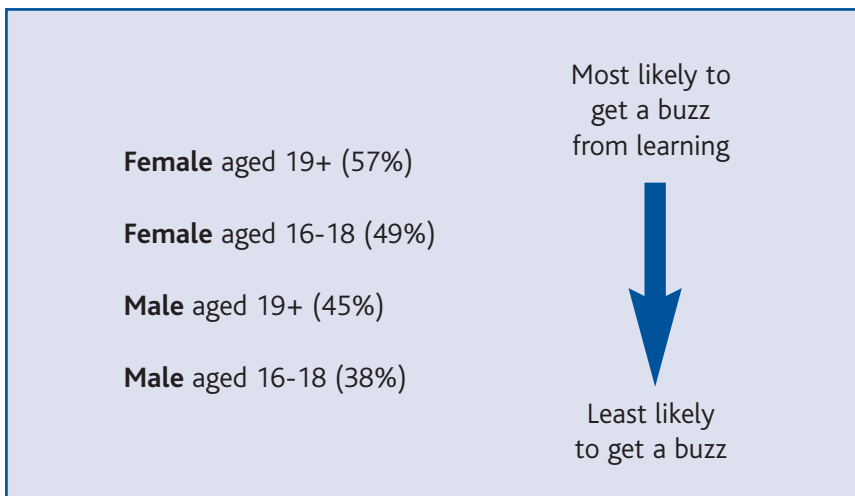 Most likely to
get a buzz
from learning
Female aged 19+ (57%)
Female aged 16-18 (49%)
Male aged 19+ (45%)
Male aged 16-18 (38%)
Least likely
to get a buzz